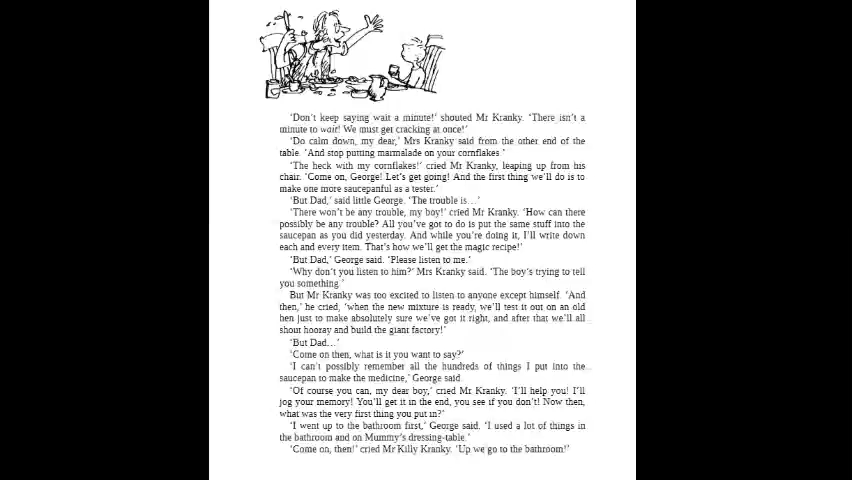 ‘Don’t keep saying wait a minute!’ shouted Mr Kranky. ‘There isn’t a
minute to wait! We must get cracking at once!’
‘Do calm down, my dear,’ Mrs Kranky said from the other end of the
table. ‘And stop putting marmalade on your cornflakes.’
‘The heck with my cornflakes!’ cried Mr Kranky, leaping up from his
chair. ‘Come on, George! Let’s get going! And the first thing we’ll do is to
make one more saucepanful as a tester.’
‘But Dad,’ said little George. ‘The trouble is…’
‘There won’t be any trouble, my boy!’ cried Mr Kranky. ‘How can there
possibly be any trouble? All you’ve got to do is put the same stuff into the
saucepan as you did yesterday. And while you’re doing it, I’ll write down
each and every item. That’s how we’ll get the magic recipe!’
‘But Dad,’ George said. ‘Please listen to me.’
‘Why don’t you listen to him?’ Mrs Kranky said. ‘The boy’s trying to tell
you something.’
But Mr Kranky was too excited to listen to anyone except himself. ‘And
then,’ he cried, ‘when the new mixture is ready, we’ll test it out on an old
hen just to make absolutely sure we’ve got it right, and after that we’ll all
shout hooray and build the giant factory!’
‘But Dad…’
‘Come on then, what is it you want to say?’
‘I can’t possibly remember all the hundreds of things I put into the
saucepan to make the medicine,’ George said.
‘Of course you can, my dear boy,’ cried Mr Kranky. ‘I’ll help you! I’ll
jog your memory! You’ll get it in the end, you see if you don’t! Now then,
what was the very first thing you put in?’
‘I went up to the bathroom first,’ George said. ‘I used a lot of things in
the bathroom and on Mummy’s dressing-table.’
‘Come on, then!’ cried Mr Killy Kranky. ‘Up we go to the bathroom!’